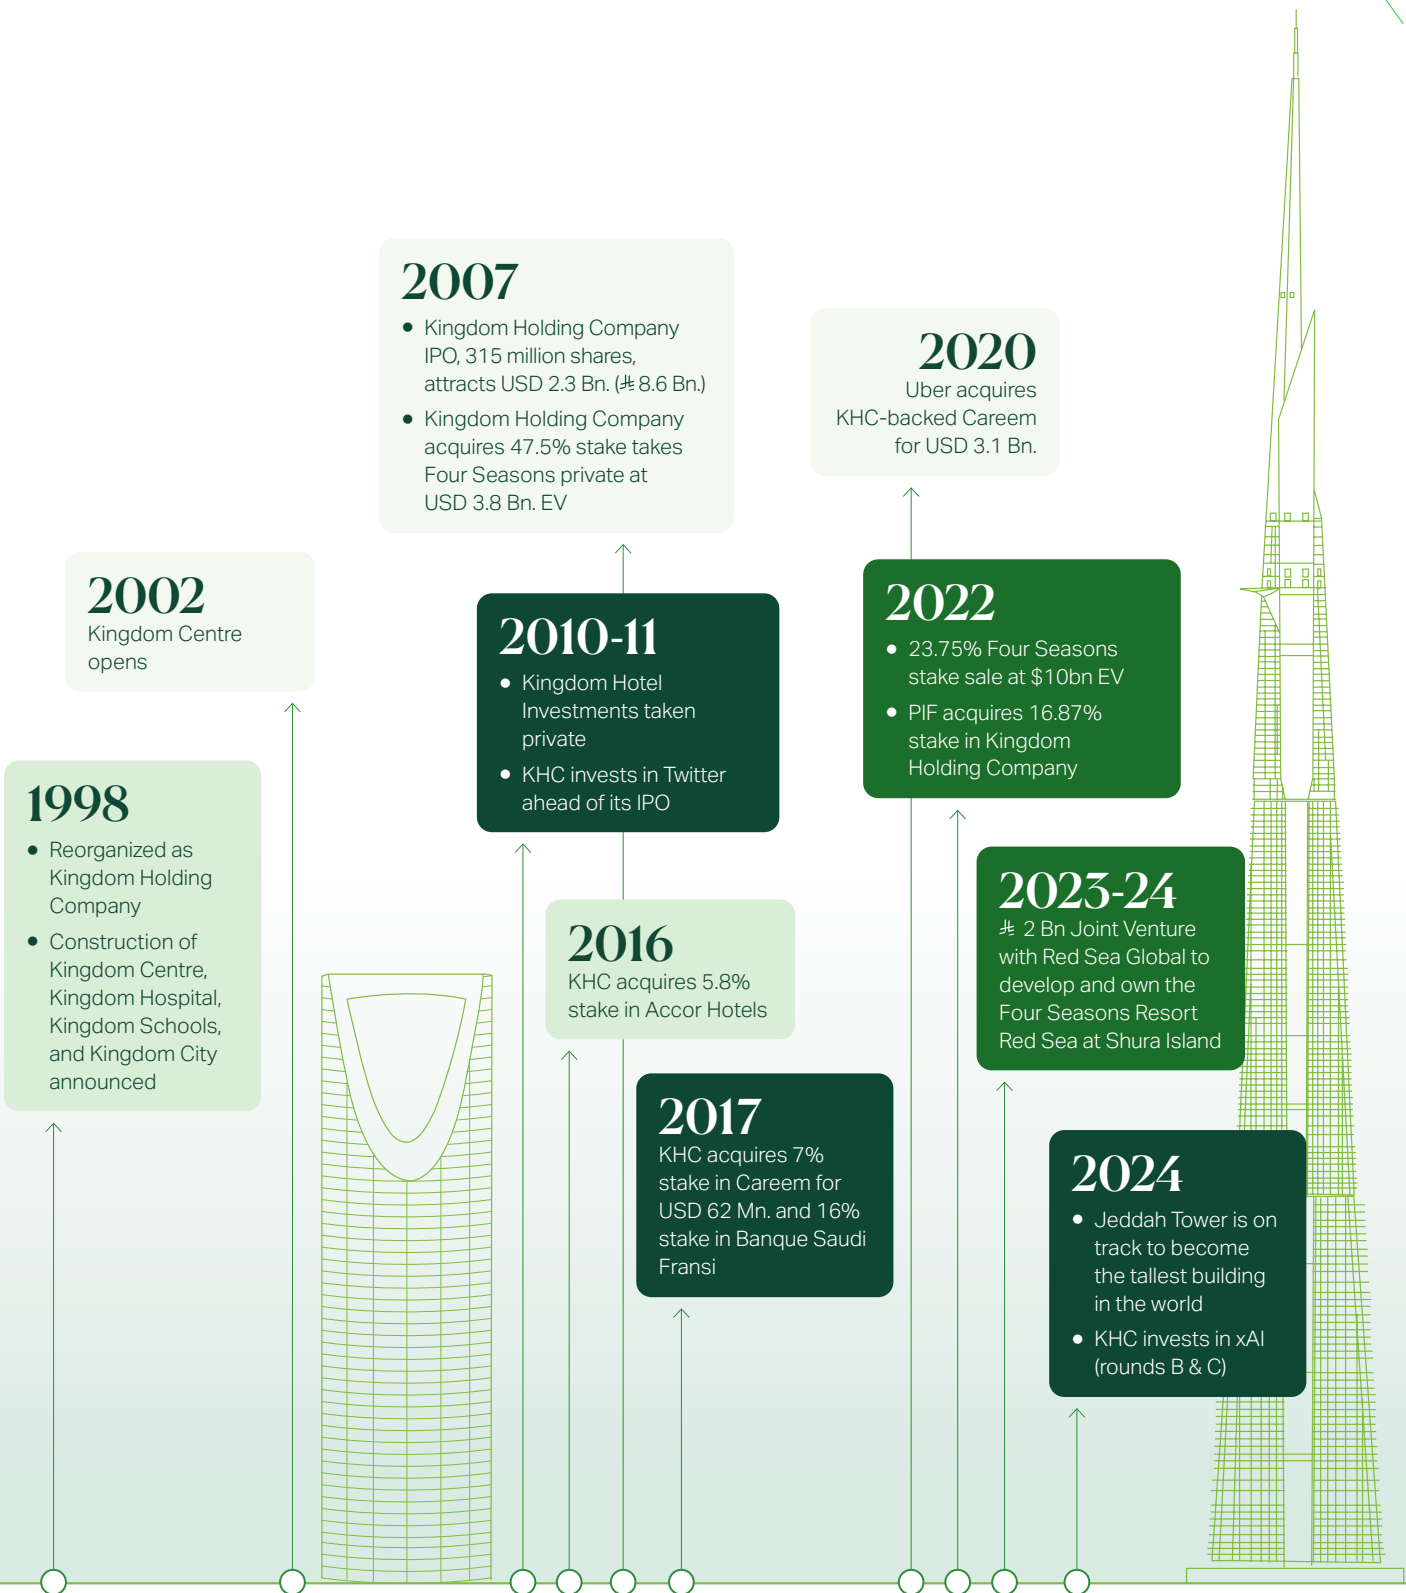 1998
• Reorganized as
Kingdom Holding
Company
• Construction of
Kingdom Centre,
Kingdom Hospital,
Kingdom Schools,
and Kingdom City
announced
2002
Kingdom Centre
opens
2007
• Kingdom Holding Company
IPO, 315 million shares,
attracts USD 2.3 Bn. (⃁ 8.6 Bn.)
• Kingdom Holding Company
acquires 47.5% stake takes
Four Seasons private at
USD 3.8 Bn. EV
2010-11
• Kingdom Hotel
Investments taken
private
• KHC invests in Twitter
ahead of its IPO
2016
KHC acquires 5.8%
stake in Accor Hotels
2017
KHC acquires 7%
stake in Careem for
USD 62 Mn. and 16%
stake in Banque Saudi
Fransi
2020
Uber acquires
KHC-backed Careem
for USD 3.1 Bn.
2022
• 23.75% Four Seasons
stake sale at $10bn EV
• PIF acquires 16.87%
stake in Kingdom
Holding Company
2023-24
⃁ 2 Bn Joint Venture
with Red Sea Global to
develop and own the
Four Seasons Resort
Red Sea at Shura Island
2024
• Jeddah Tower is on
track to become
the tallest building
in the world
• KHC invests in xAI
(rounds B & C)